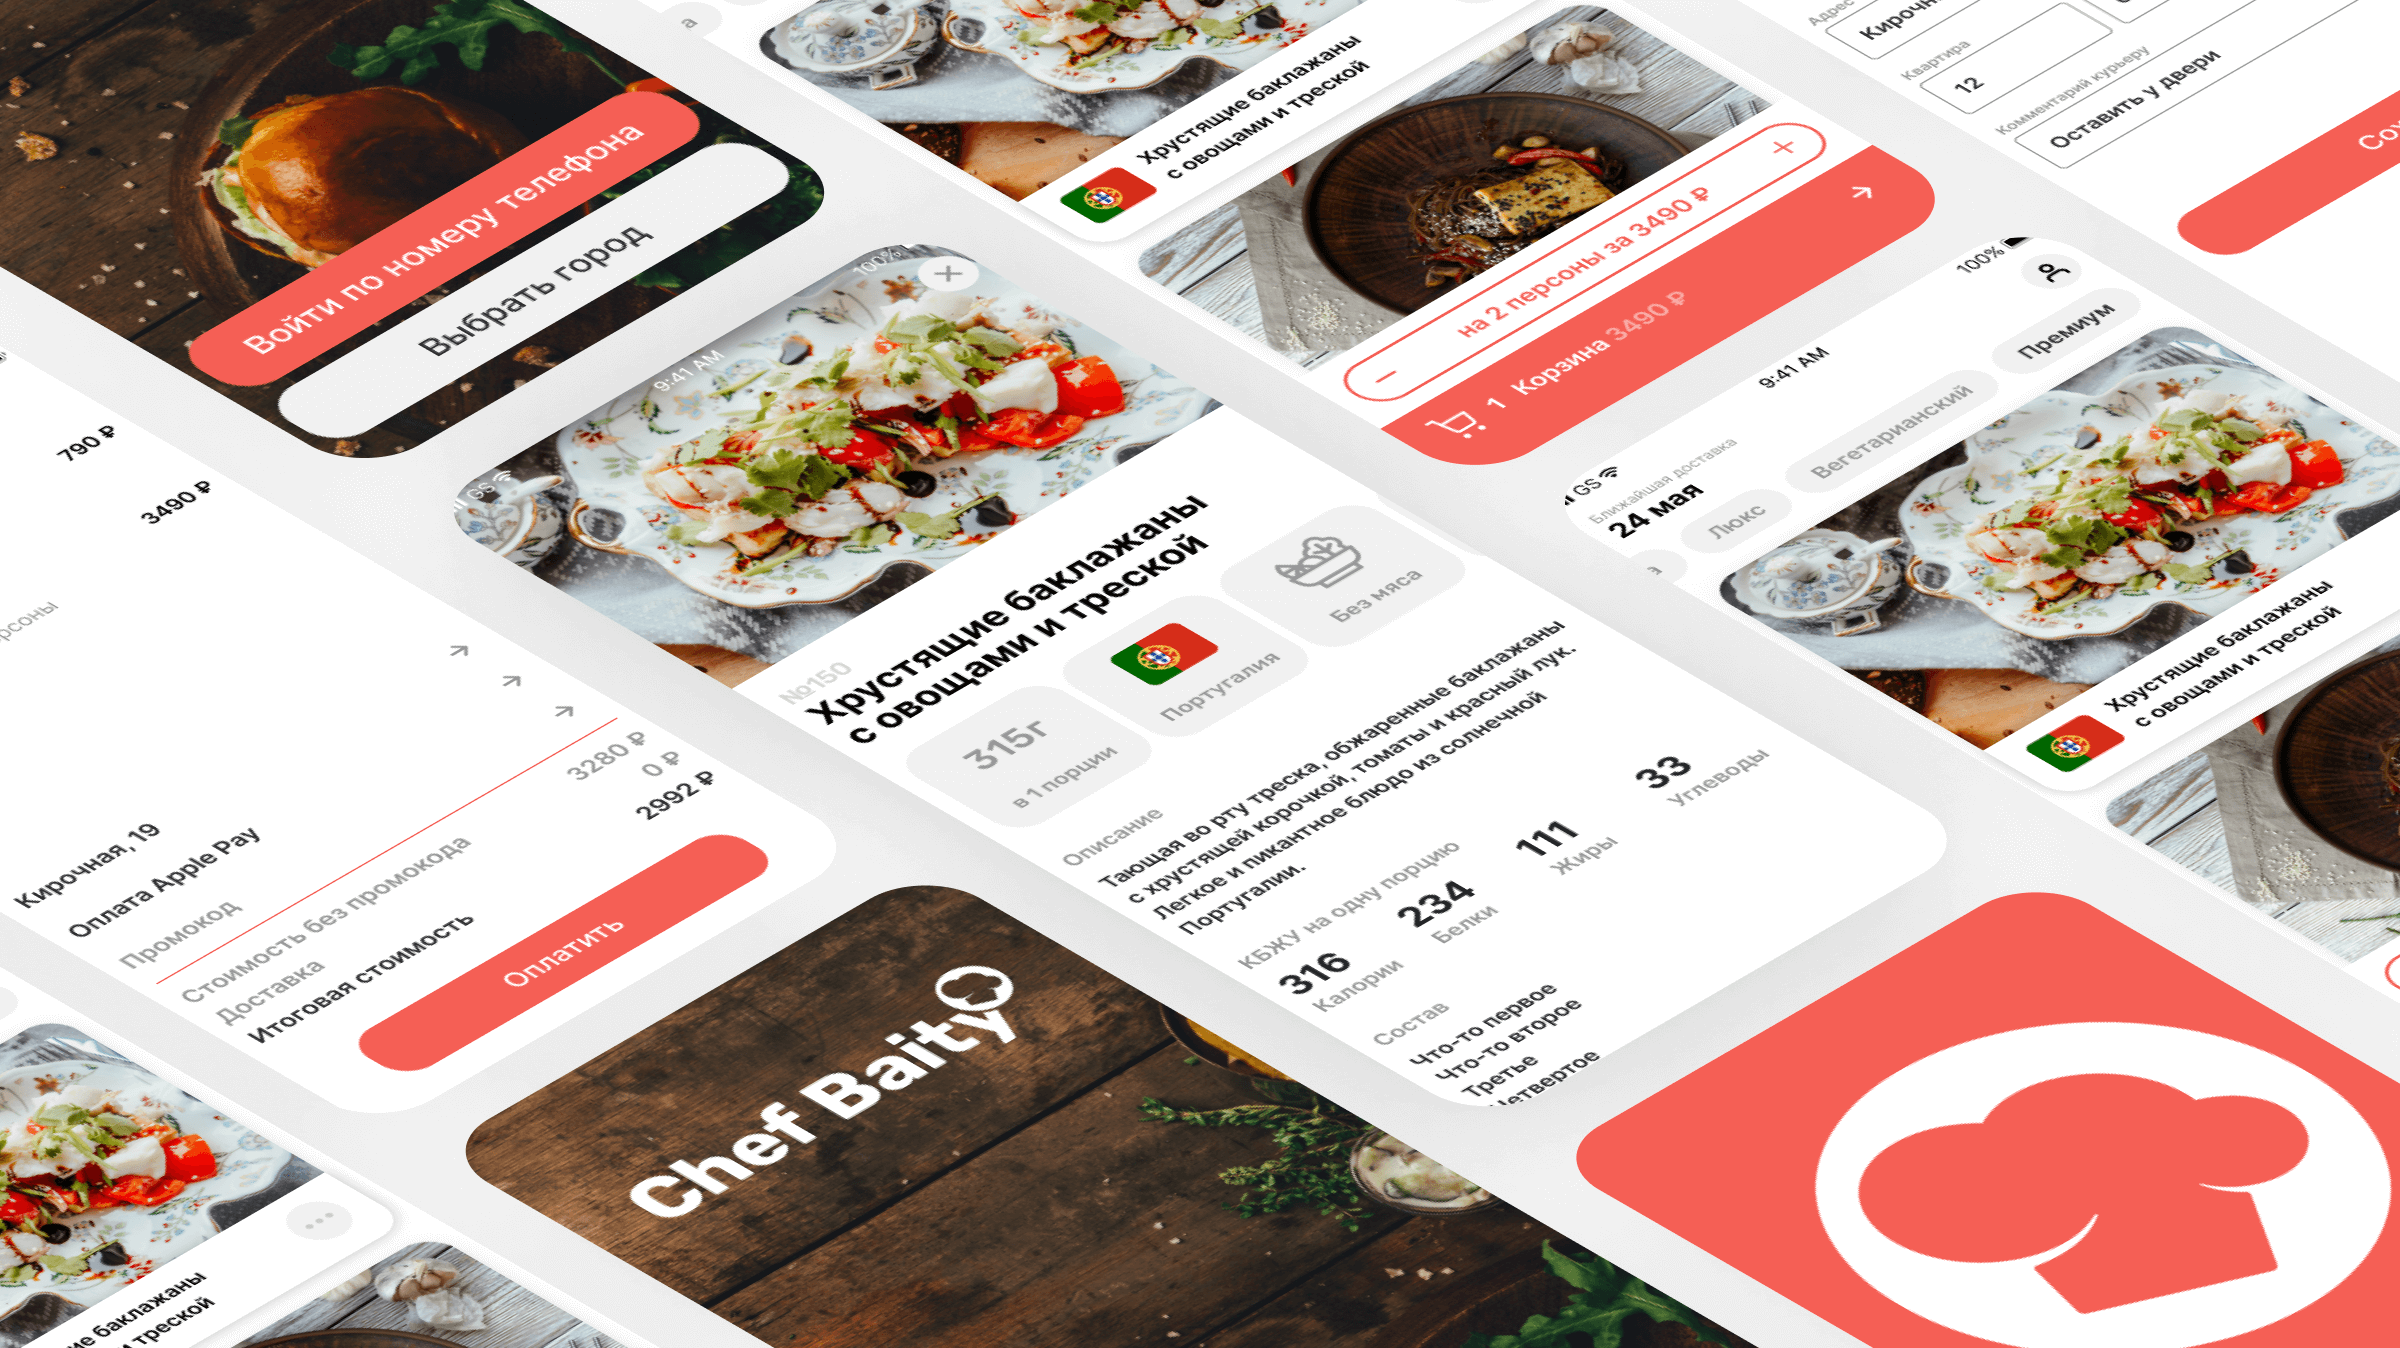 Войти по номеру телефона
Выбрать город
790 ₽
3490 ₽
Кирочная, 19
Оплата Apple Pay
Промокод
Стоимость без промокода
3280 ₽
Доставка
0 ₽
Итоговая стоимость
2992 ₽
Оплатить
Хрустящие баклажаны
с овощами и треской
на 2 персоны за 3490 ₽
1 Корзина 3490 ₽
GS
9:41 AM
100%
№150
Хрустящие баклажаны
с овощами и треской
315г
в 1 порции
Португалия
Без мяса
Описание
Тающая во рту треска, обжаренные баклажаны
с хрустящей корочкой, томаты и красный лук.
Легкое и пикантное блюдо из солнечной
Португалии.
КБЖУ на одну порцию
316
Калории
234
Белки
111
Жиры
33
Углеводы
Состав
Что-то первое
Что-то второе
Третье
Четвертое
Chef Baity
Адрес
Квартира
12
Комментарий курьеру
Оставить у двери
GS
9:41 AM
100%
Ближайшая доставка
24 мая
Люкс
Вегетарианский
Премиум
Хрустящие баклажаны
с овощами и треской
баклажаны
треской